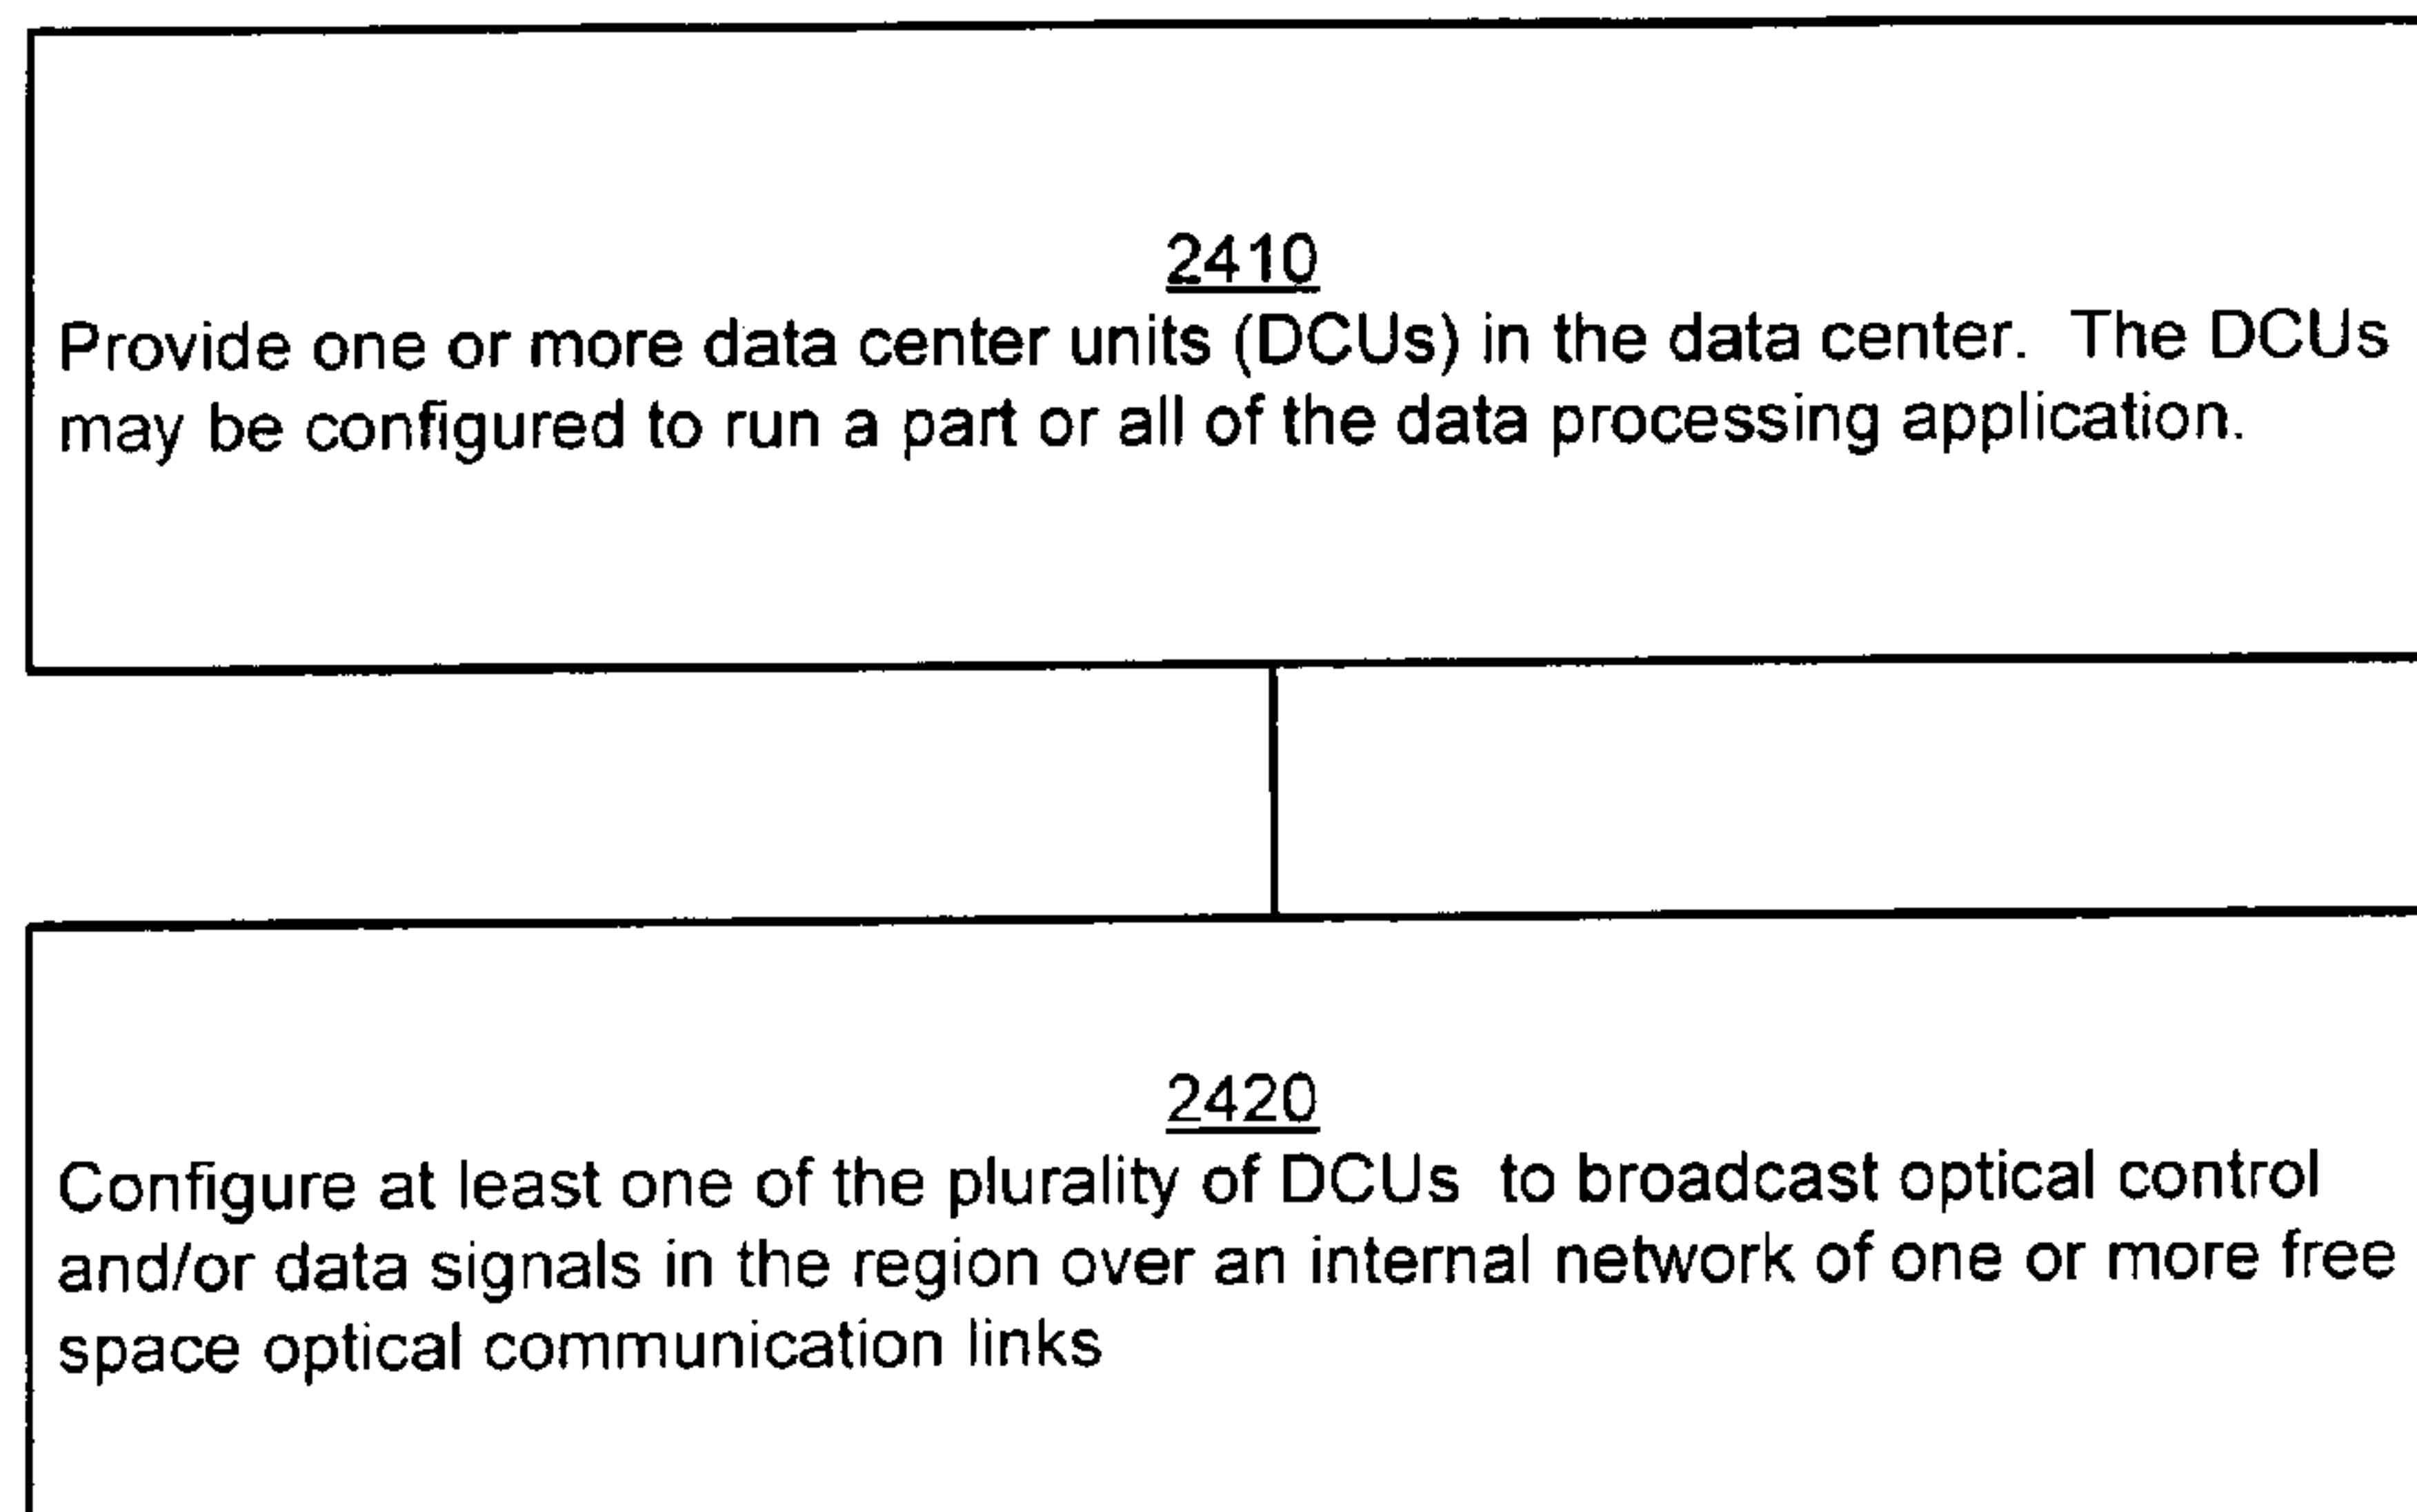 2410
Provide one or more data center units (DCUs) in the data center. The DCUs
may be configured to run a part or all of the data processing application.
2420
Configure at least one of the plurality of DCUs to broadcast optical control
and/or data signals in the region over an internal network of one or more free
space optical communication links